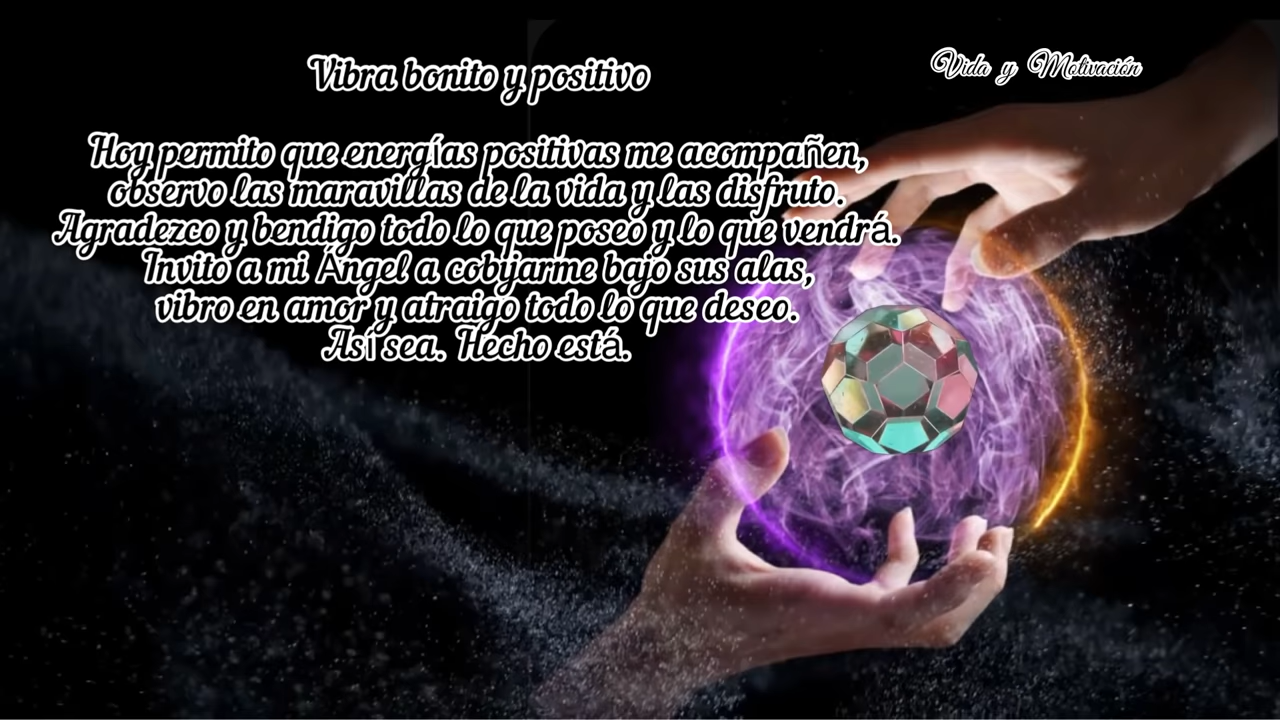 Vibra bonito y positivo
Vida y Motivación
Hoy permito que energías positivas me acompañen,
observo las maravillas de la vida y las disfruto.
Agradezco y bendigo todo lo que poseo y lo que vendrá.
Invito a mi Ángel a cobijarme bajo sus alas,
vibro en amor y atraigo todo lo que deseo.
Así sea. Hecho está.